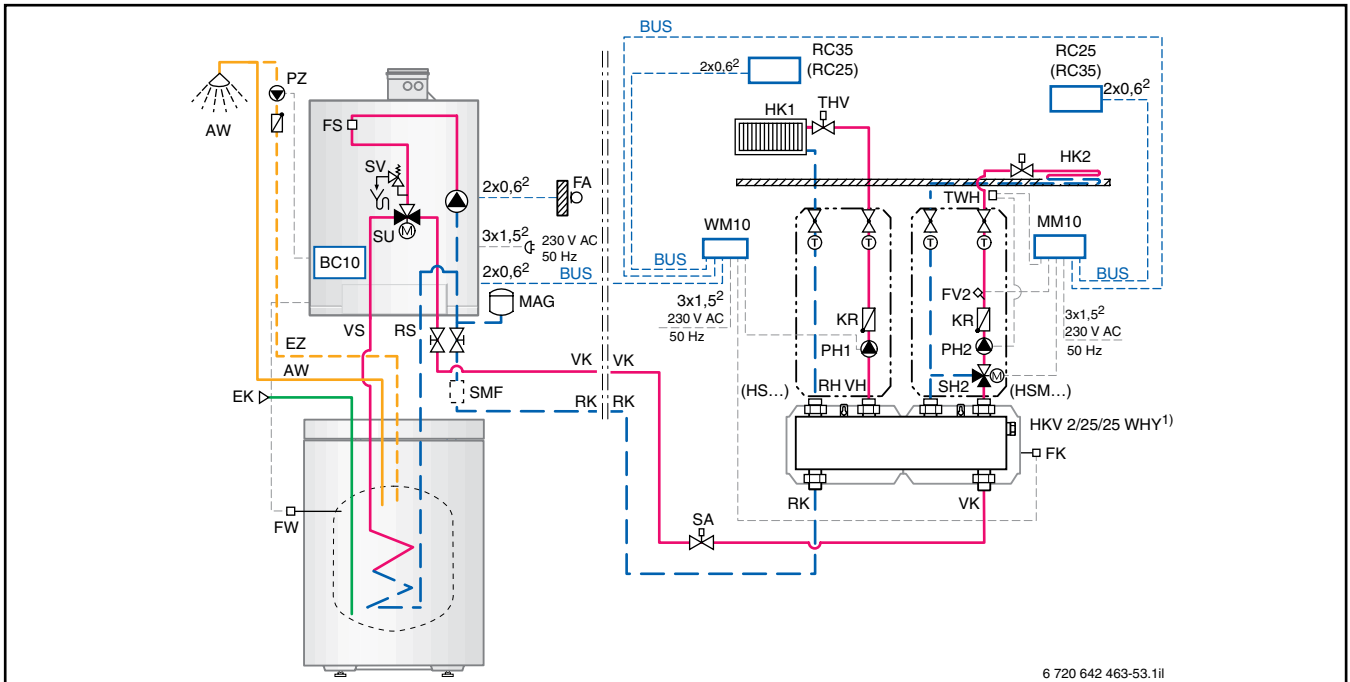 BUS
RC35
(RC25)
2x0,6²
RC25
(RC35)
2x0,6²
PZ
AW
FS
SV
SU
M
BC10
2x0,6²
FA
3x1,5²
230 V AC
50 Hz
2x0,6²
BUS
MAG
VS
RS
EZ
AW
EK
SMF
VK
VK
RK
RK
FW
HK1
THV
HK2
TWH
WM10
MM10
BUS
T
T
T
T
3x1,5²
230 V AC
50 Hz
FV2
3x1,5²
230 V AC
50 Hz
KR
KR
PH1
PH2
M
(HS...)
RH
VH
SH2
(HSM...)
HKV 2/25/25 WHY¹⁾
FK
RK
VK
SA
6 720 642 463-53.1il